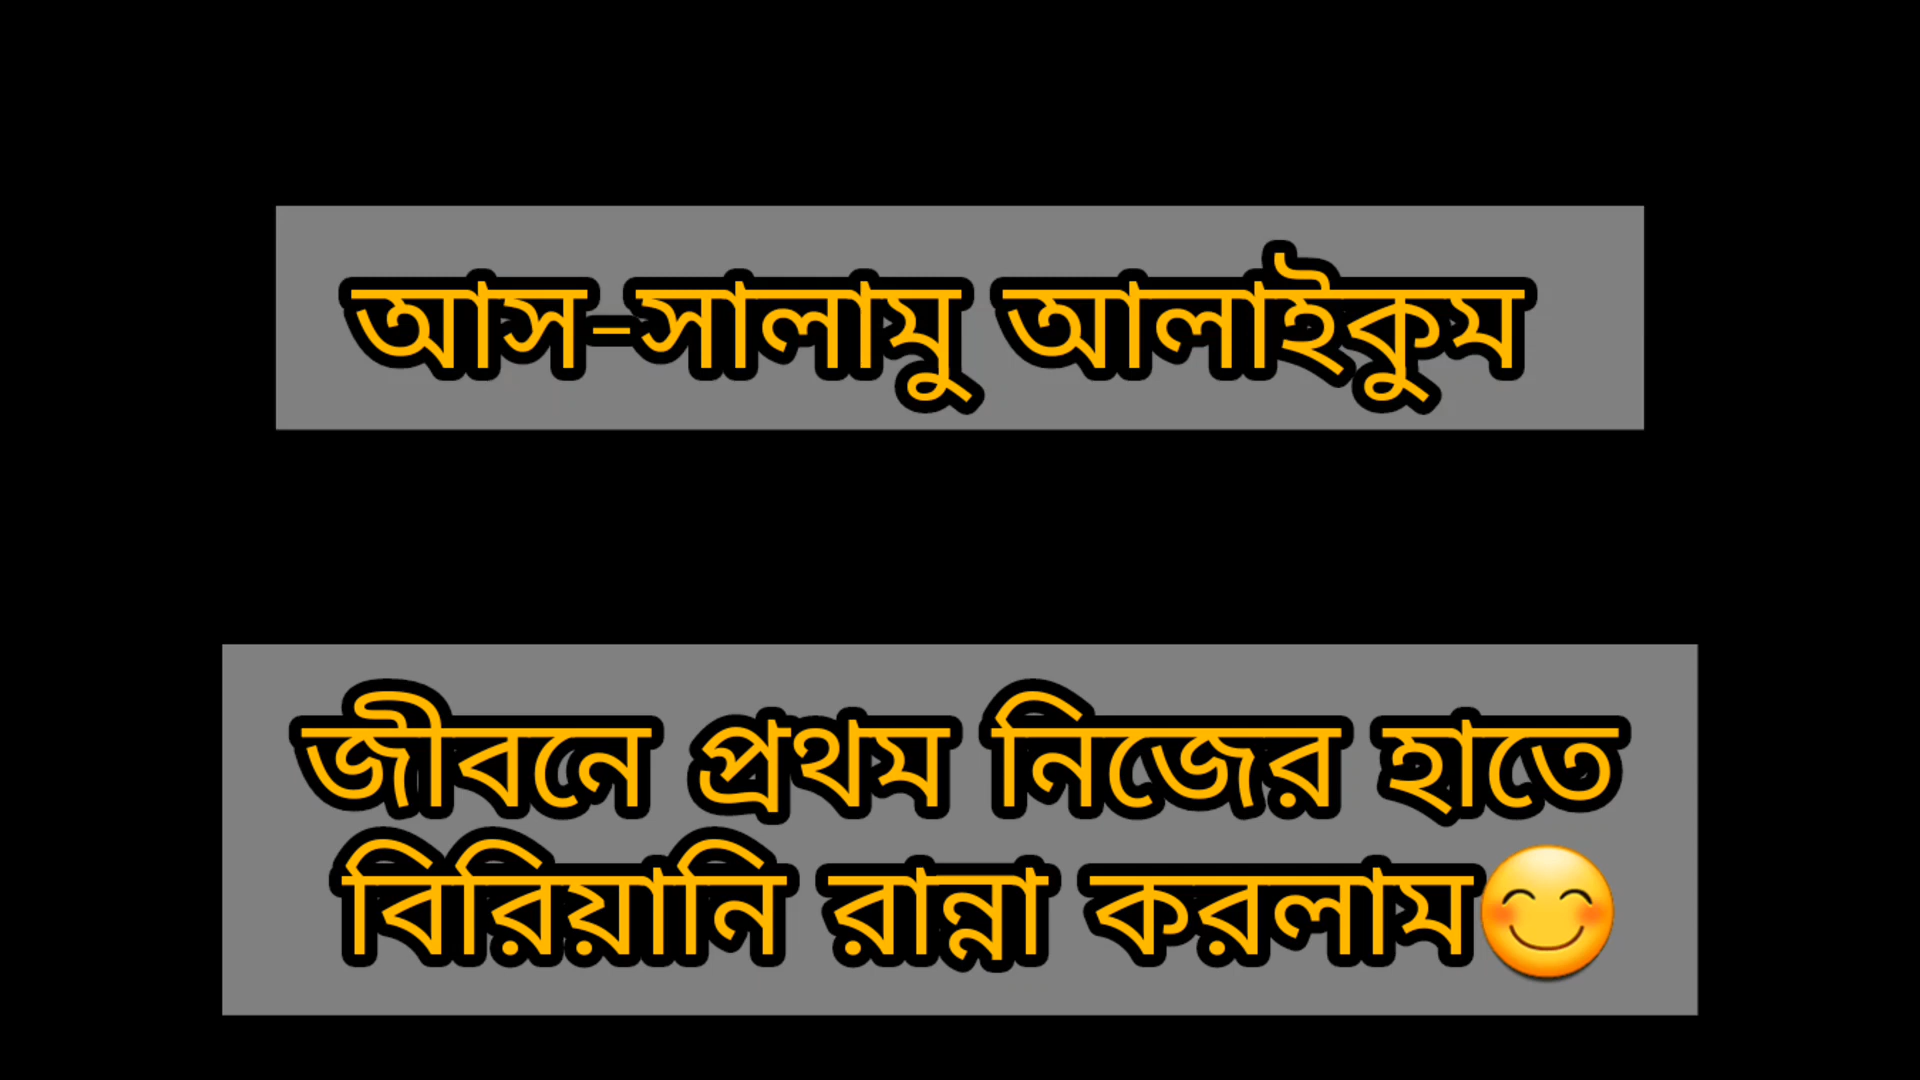 আস-সালামু আলাইকুম
জীবনে প্রথম নিজের হাতে
বিরিয়ানি রান্না করলাম😊